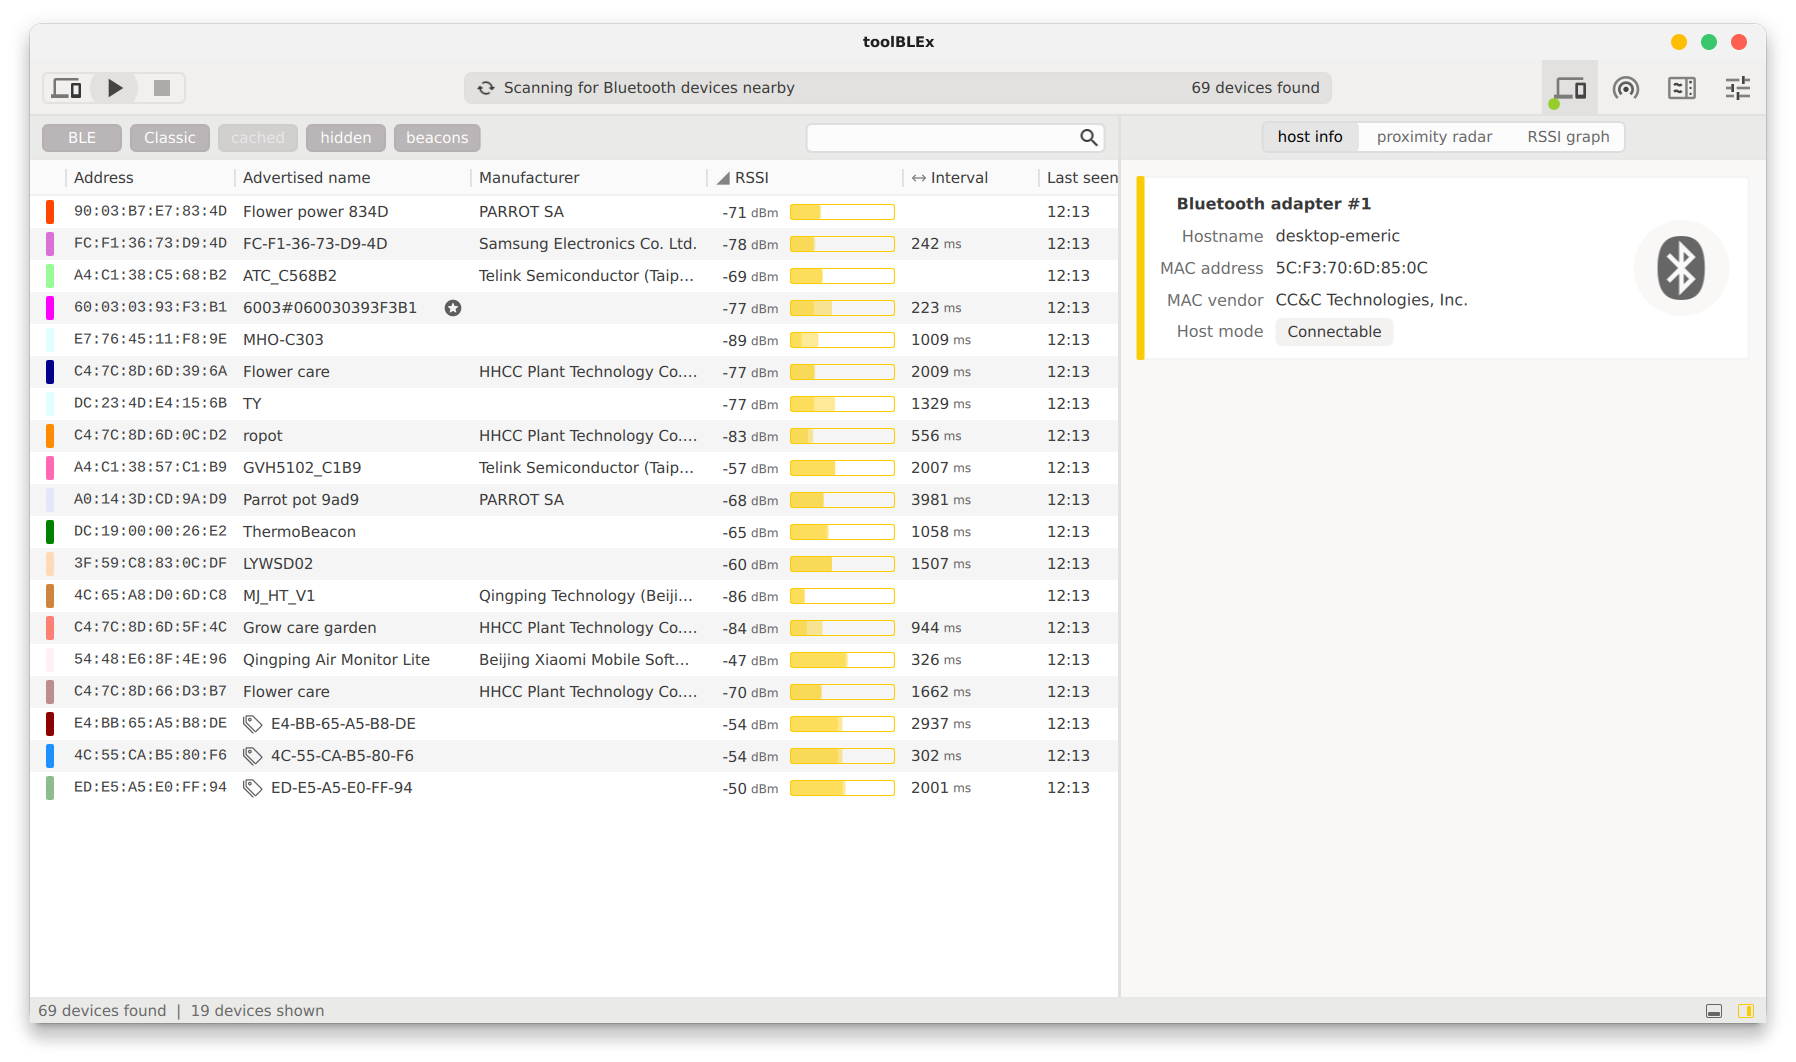 toolBLEx
Scanning for Bluetooth devices nearby 69 devices found
BLE Classic cached hidden beacons
host info proximity radar RSSI graph
Address Advertised name Manufacturer RSSI Interval Last seen
90:03:B7:E7:83:4D Flower power 834D PARROT SA -71 dBm 12:13
FC:F1:36:73:D9:4D FC-F1-36-73-D9-4D Samsung Electronics Co. Ltd. -78 dBm 242 ms 12:13
A4:C1:38:C5:68:B2 ATC_C568B2 Telink Semiconductor (Taip... -69 dBm 12:13
60:03:03:93:F3:B1 6003#060030393F3B1 -77 dBm 223 ms 12:13
E7:76:45:11:F8:9E MHO-C303 -89 dBm 1009 ms 12:13
C4:7C:8D:6D:39:6A Flower care HHCC Plant Technology Co.... -77 dBm 2009 ms 12:13
DC:23:4D:E4:15:6B TY -77 dBm 1329 ms 12:13
C4:7C:8D:6D:0C:D2 ropot HHCC Plant Technology Co.... -83 dBm 556 ms 12:13
A4:C1:38:57:C1:B9 GVH5102_C1B9 Telink Semiconductor (Taip... -57 dBm 2007 ms 12:13
A0:14:3D:CD:9A:D9 Parrot pot 9ad9 PARROT SA -68 dBm 3981 ms 12:13
DC:19:00:00:26:E2 ThermoBeacon -65 dBm 1058 ms 12:13
3F:59:C8:83:0C:DF LYWSD02 -60 dBm 1507 ms 12:13
4C:65:A8:D0:6D:C8 MJ_HT_V1 Qingping Technology (Beiji... -86 dBm 12:13
C4:7C:8D:6D:5F:4C Grow care garden HHCC Plant Technology Co.... -84 dBm 944 ms 12:13
54:48:E6:8F:4E:96 Qingping Air Monitor Lite Beijing Xiaomi Mobile Soft... -47 dBm 326 ms 12:13
C4:7C:8D:66:D3:B7 Flower care HHCC Plant Technology Co.... -70 dBm 1662 ms 12:13
E4:BB:65:A5:B8:DE E4-BB-65-A5-B8-DE -54 dBm 2937 ms 12:13
4C:55:CA:B5:80:F6 4C-55-CA-B5-80-F6 -54 dBm 302 ms 12:13
ED:E5:A5:E0:FF:94 ED-E5-A5-E0-FF-94 -50 dBm 2001 ms 12:13
Bluetooth adapter #1
Hostname desktop-emeric
MAC address 5C:F3:70:6D:85:0C
MAC vendor CC&C Technologies, Inc.
Host mode Connectable
69 devices found | 19 devices shown